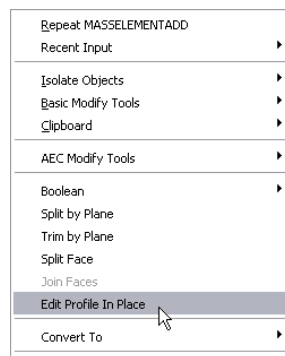 Repeat MASSELEMENTADD
Recent Input
Isolate Objects
Basic Modify Tools
Clipboard
AEC Modify Tools
Boolean
Split by Plane
Trim by Plane
Split Face
Join Faces
Edit Profile In Place
Convert To